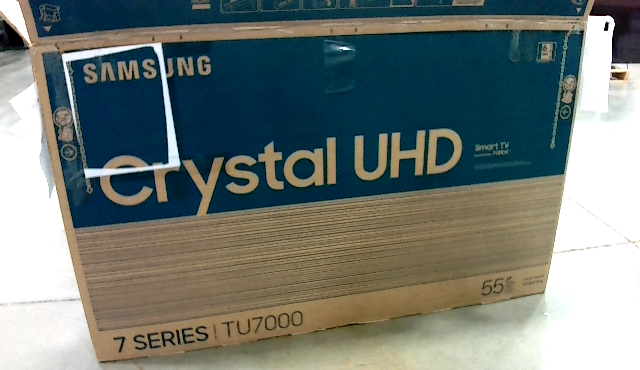 SAMSUNG
Crystal UHD
Smart TV
55"
7 SERIES | TU7000